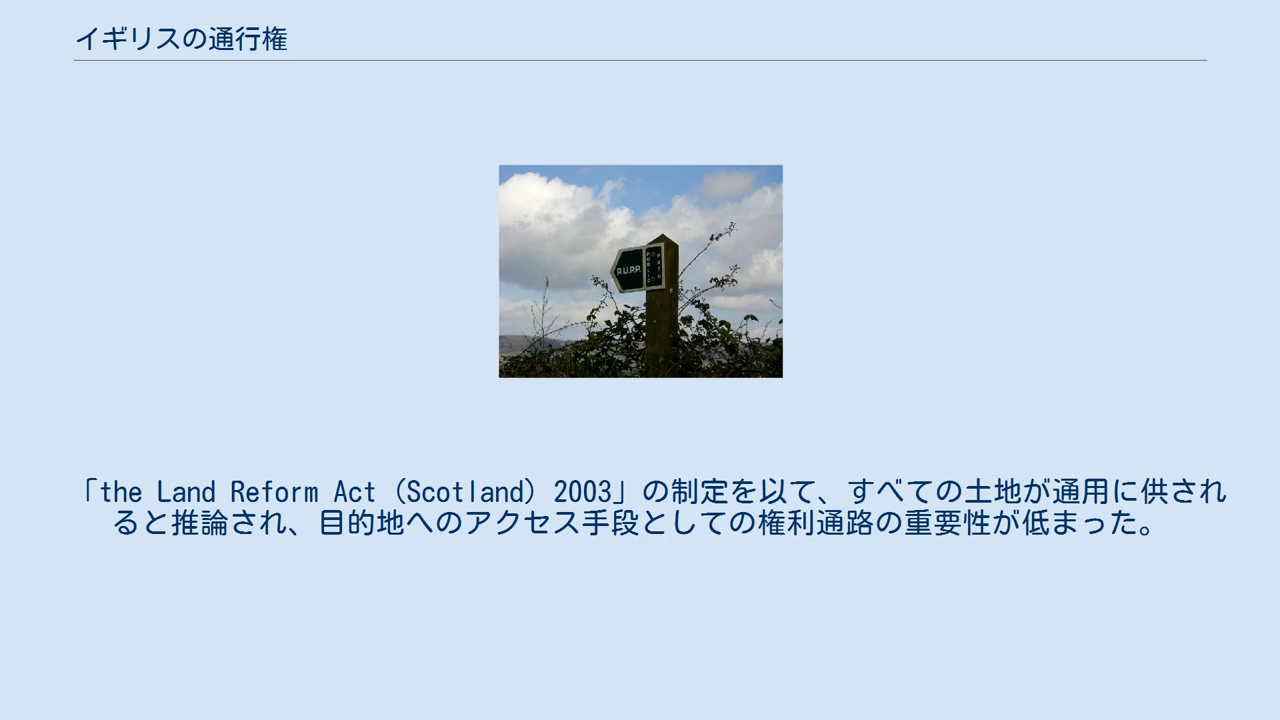 イギリスの通行権
R.U.P.P.
PUBLIC
PATH
「the Land Reform Act (Scotland) 2003」の制定を以て、すべての土地が通用に供され
ると推論され、目的地へのアクセス手段としての権利通路の重要性が低まった。